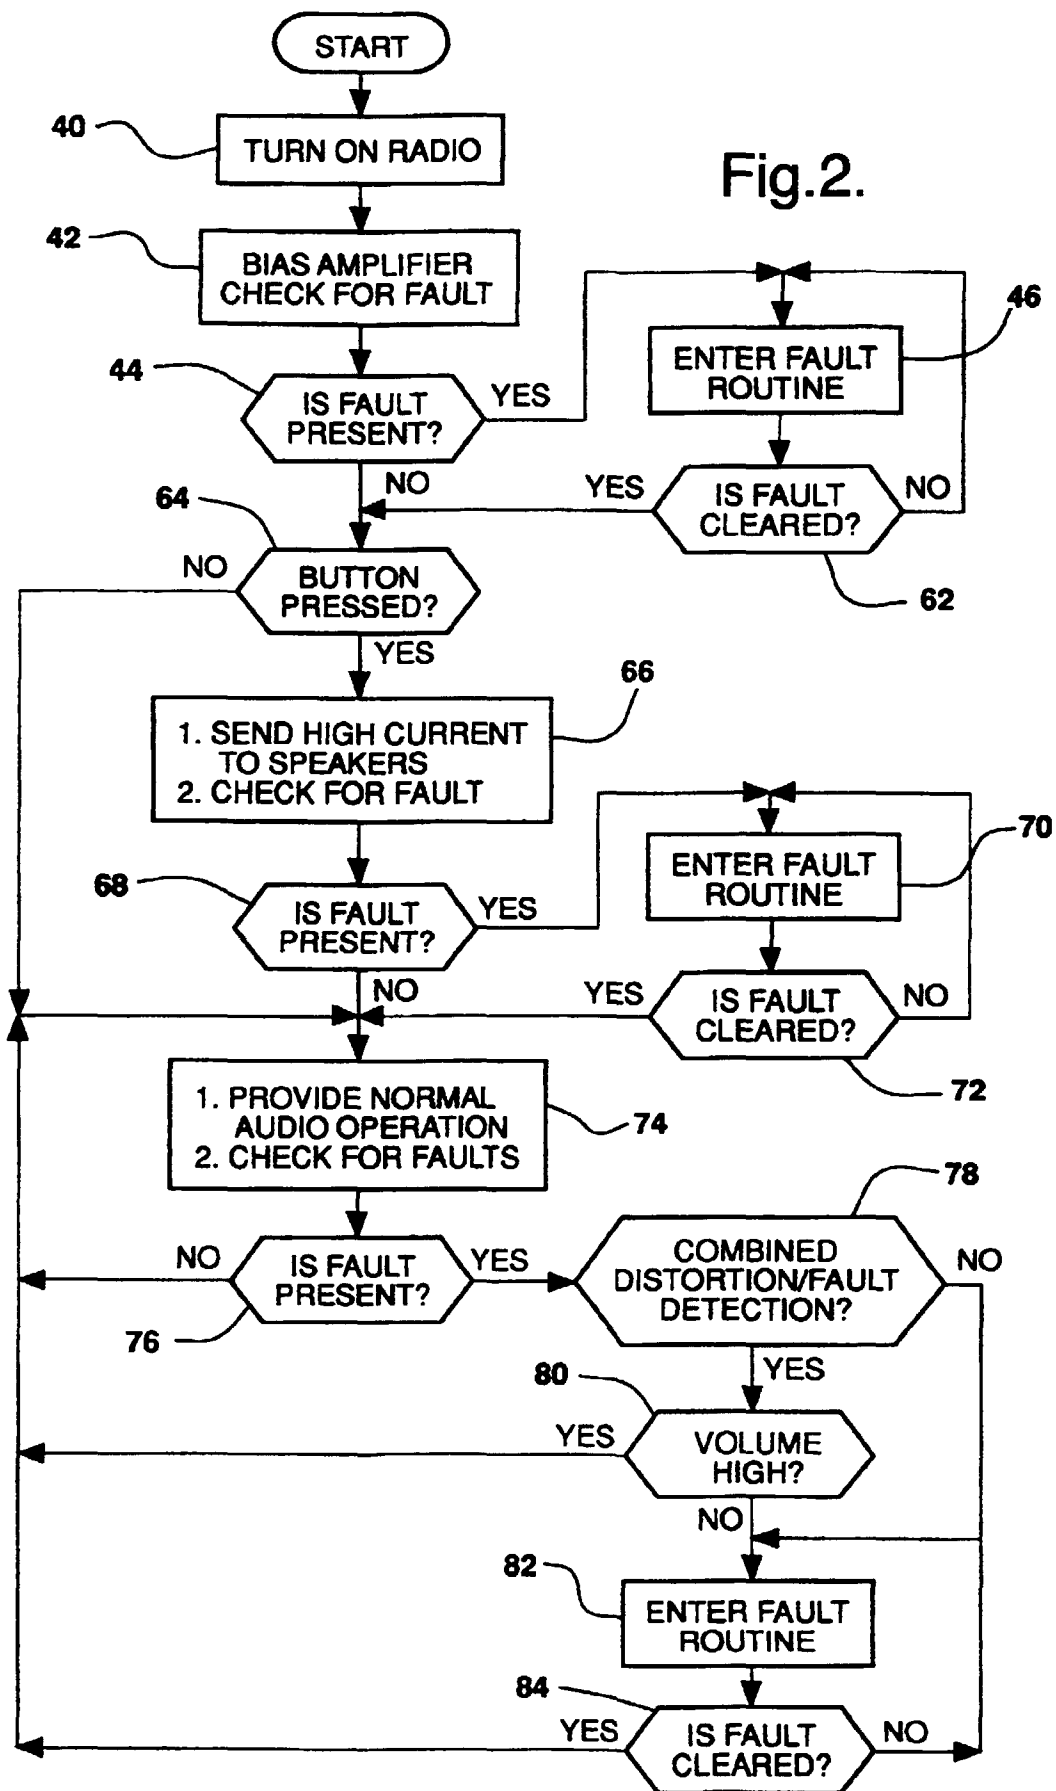 START
40
TURN ON RADIO
Fig.2.
42
BIAS AMPLIFIER
CHECK FOR FAULT
46
ENTER FAULT
ROUTINE
44
IS FAULT
PRESENT?
YES
NO
YES
IS FAULT
CLEARED?
NO
62
64
NO
BUTTON
PRESSED?
YES
66
1. SEND HIGH CURRENT
TO SPEAKERS
2. CHECK FOR FAULT
70
ENTER FAULT
ROUTINE
68
IS FAULT
PRESENT?
YES
NO
YES
IS FAULT
CLEARED?
NO
72
1. PROVIDE NORMAL
AUDIO OPERATION
2. CHECK FOR FAULTS
74
78
NO
IS FAULT
PRESENT?
YES
76
COMBINED
DISTORTION/FAULT
DETECTION?
NO
YES
80
YES
VOLUME
HIGH?
NO
82
ENTER FAULT
ROUTINE
84
YES
IS FAULT
CLEARED?
NO